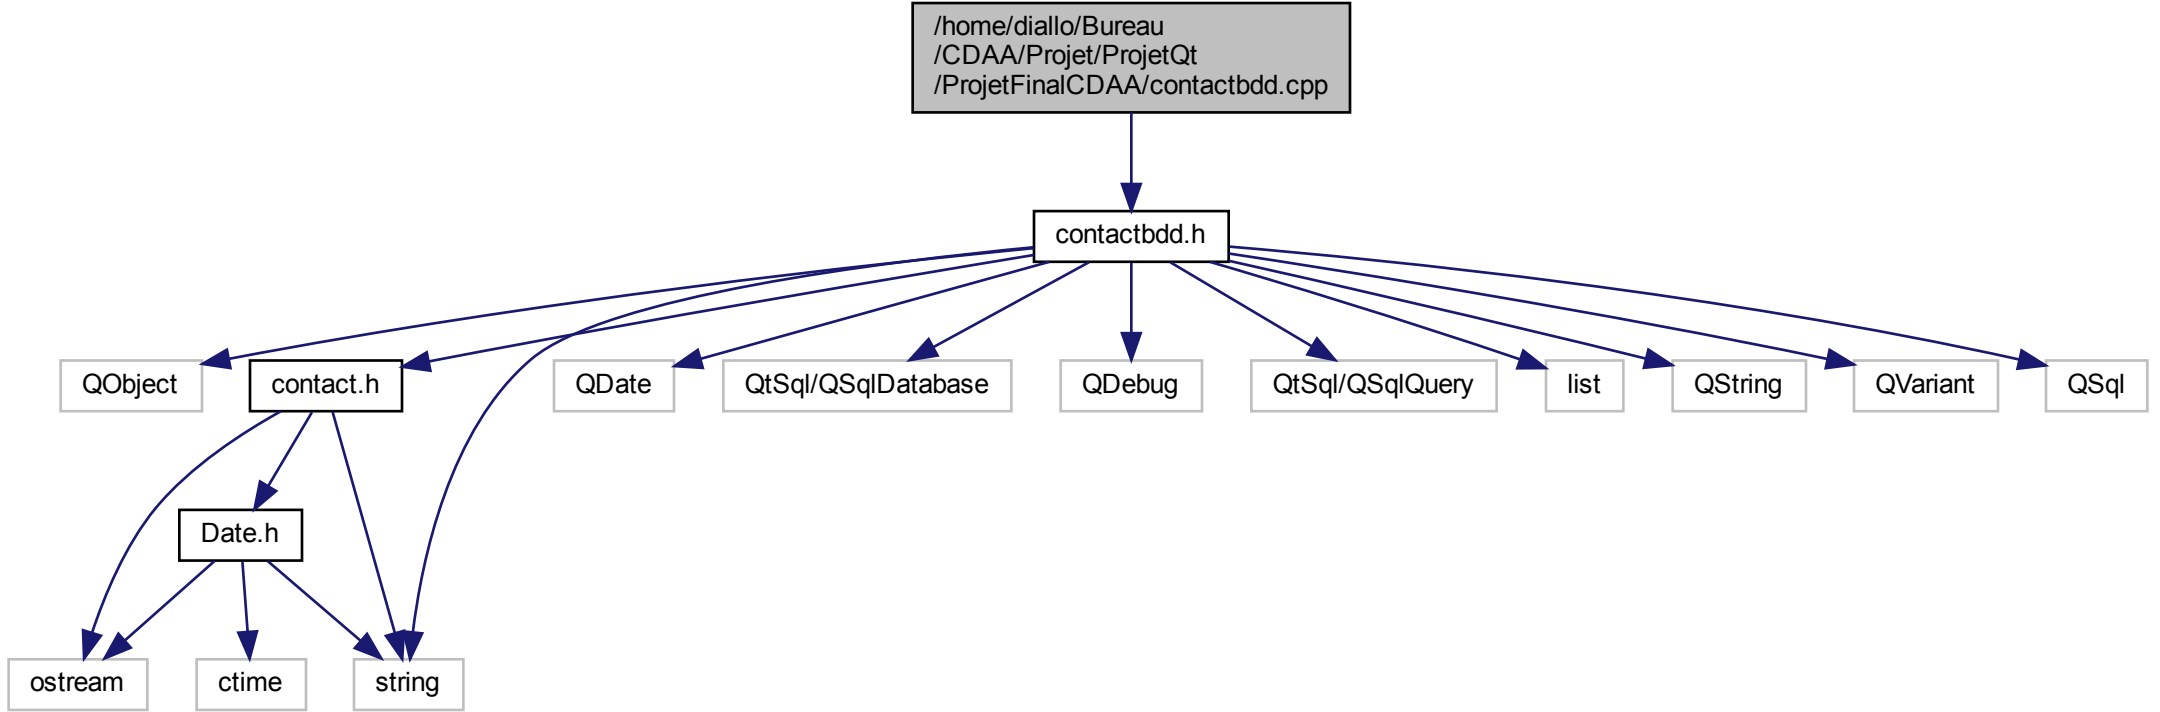 /home/diallo/Bureau
/CDAA/Projet/ProjetQt
/ProjetFinalCDAA/contactbdd.cpp
contactbdd.h
QObject
contact.h
QDate
QtSql/QSqlDatabase
QDebug
QtSql/QSqlQuery
list
QString
QVariant
QSql
Date.h
ostream
ctime
string